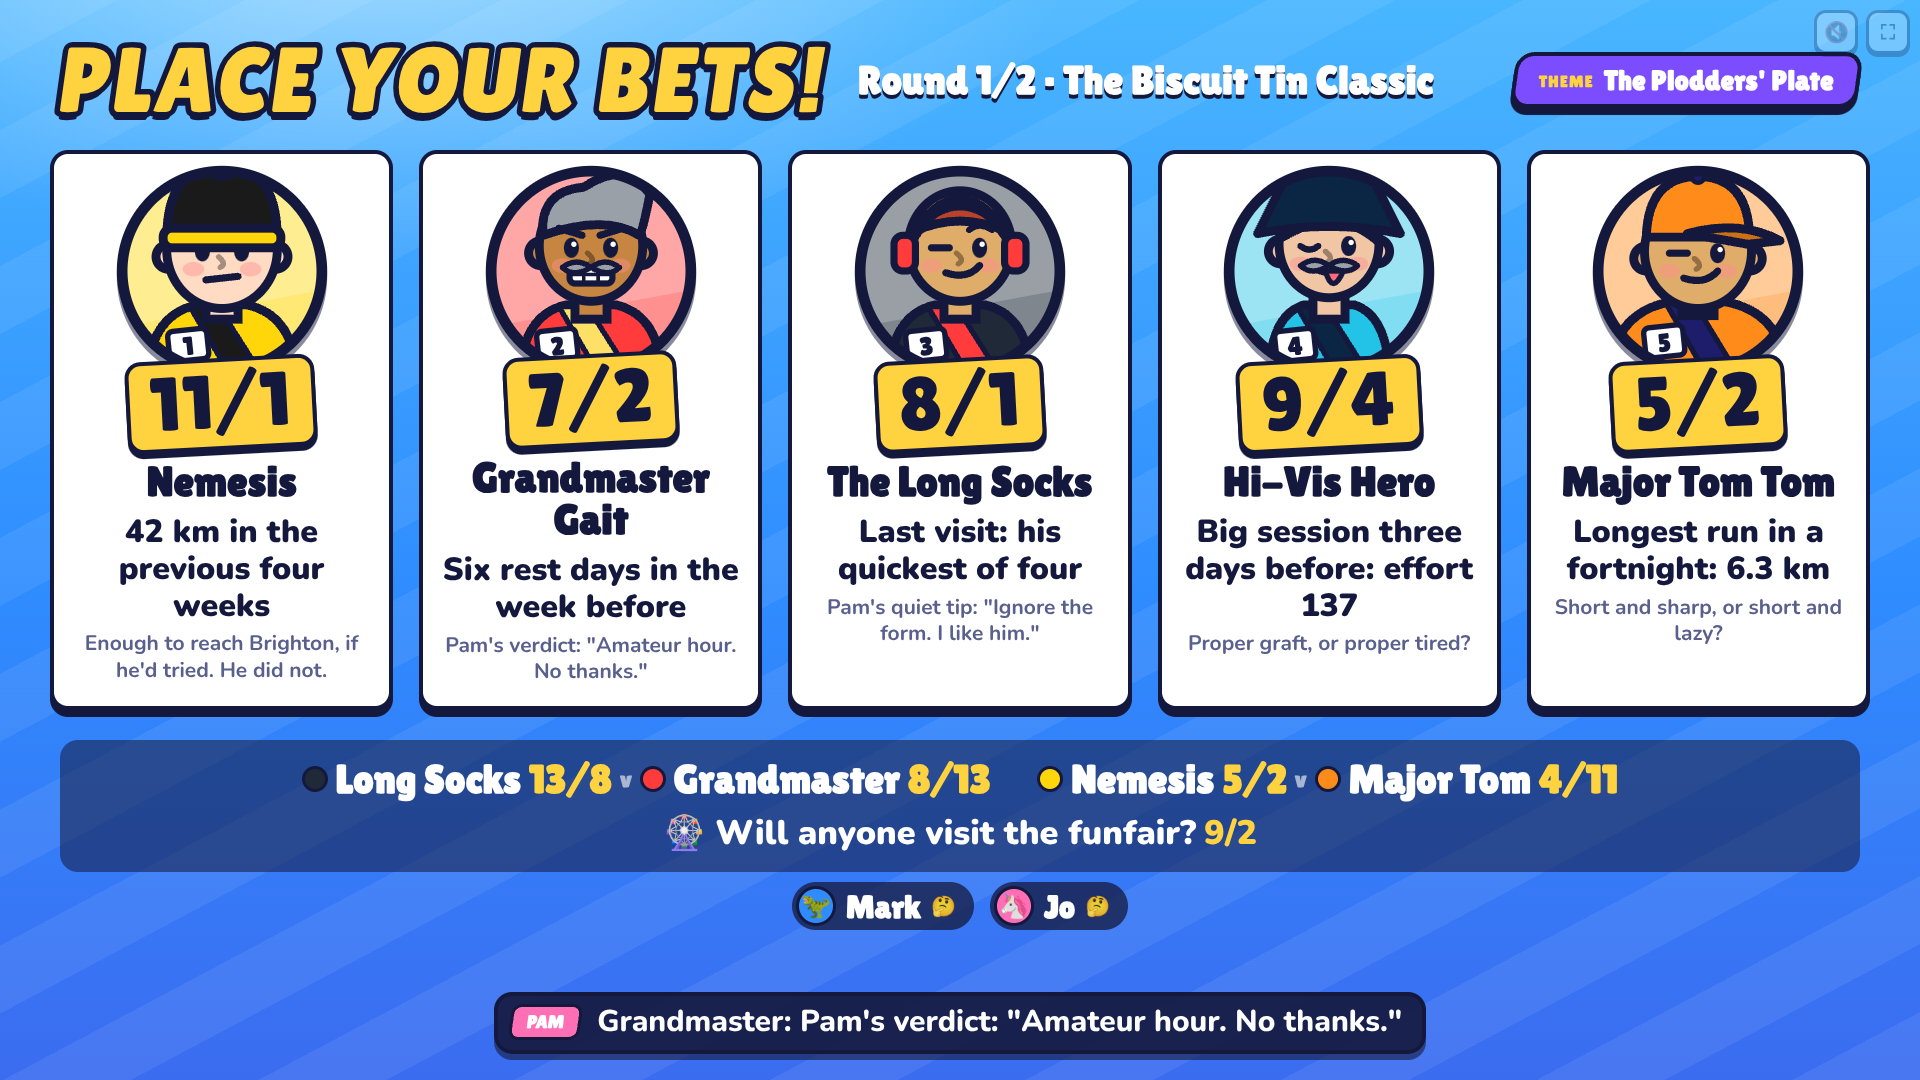 PLACE YOUR BETS!
Round 1/2 · The Biscuit Tin Classic
THEME The Plodders' Plate
1
11/1
Nemesis
42 km in the
previous four
weeks
Enough to reach Brighton, if
he'd tried. He did not.
2
7/2
Grandmaster
Gait
Six rest days in the
week before
Pam's verdict: "Amateur hour.
No thanks."
3
8/1
The Long Socks
Last visit: his
quickest of four
Pam's quiet tip: "Ignore the
form. I like him."
4
9/4
Hi-Vis Hero
Big session three
days before: effort
137
Proper graft, or proper tired?
5
5/2
Major Tom Tom
Longest run in a
fortnight: 6.3 km
Short and sharp, or short and
lazy?
Long Socks 13/8 v Grandmaster 8/13
Nemesis 5/2 v Major Tom 4/11
Will anyone visit the funfair? 9/2
Mark
Jo
PAM Grandmaster: Pam's verdict: "Amateur hour. No thanks."